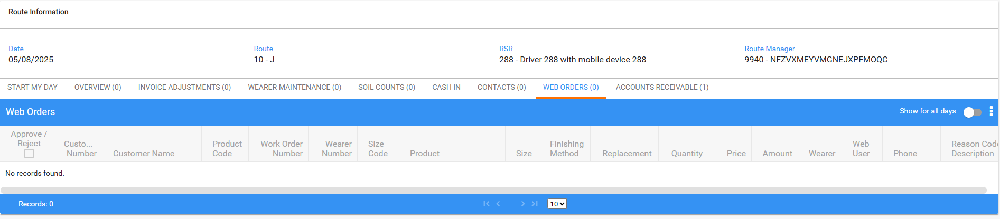 Route Information
Date
05/08/2025
Route
10 - J
RSR
288 - Driver 288 with mobile device 288
Route Manager
9940 - NFZVXMEYVMGNEJXPFMOQC
START MY DAY OVERVIEW (0) INVOICE ADJUSTMENTS (0) WEARER MAINTENANCE (0) SOIL COUNTS (0) CASH IN CONTACTS (0) WEB ORDERS (0) ACCOUNTS RECEIVABLE (1)
Web Orders
Show for all days
Approve /
Reject
Custo...
Number
Customer Name
Product
Code
Work Order
Number
Wearer
Number
Size
Code
Product
Size
Finishing
Method
Replacement
Quantity
Price
Amount
Wearer
Web
User
Phone
Reason Code
Description
No records found.
Records: 0
10